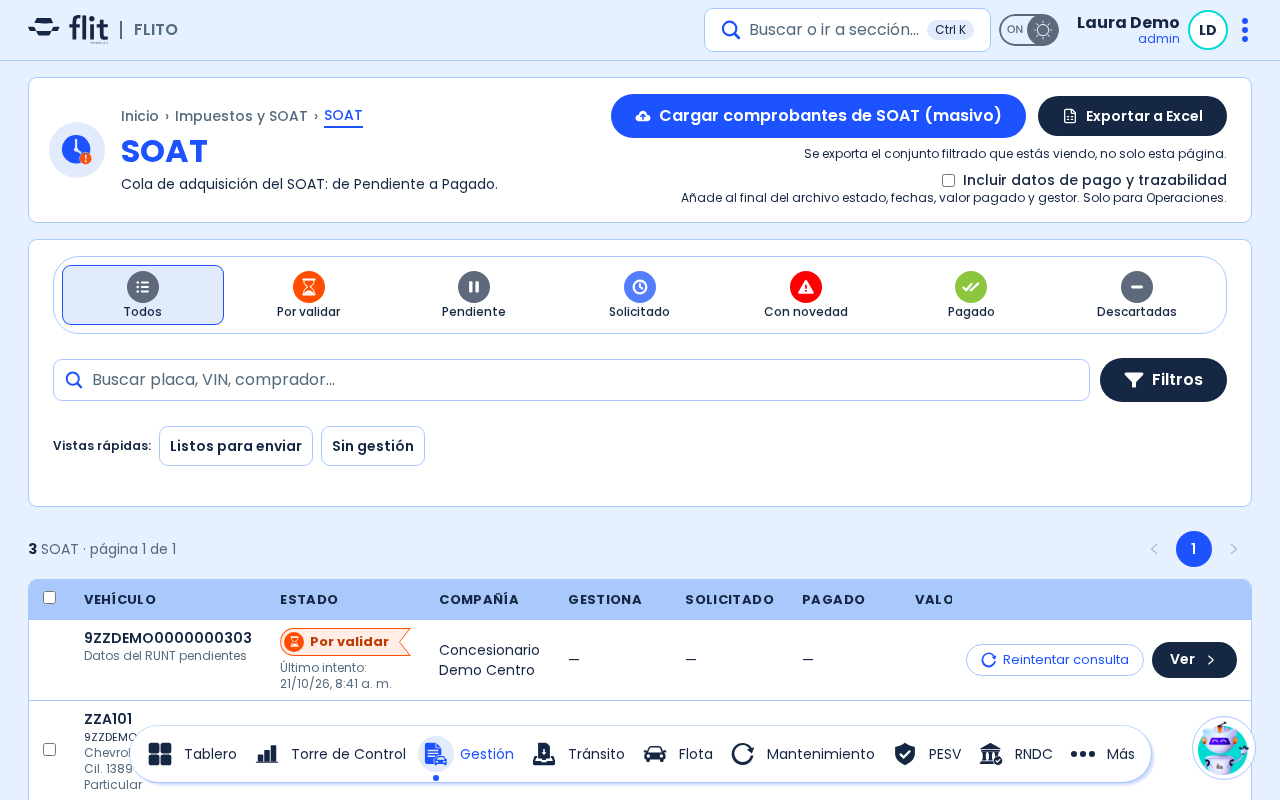 flit | FLITO
Buscar o ir a sección... Ctrl K
ON
Laura Demo
admin
LD
Inicio › Impuestos y SOAT › SOAT
SOAT
Cola de adquisición del SOAT: de Pendiente a Pagado.
Cargar comprobantes de SOAT (masivo)
Exportar a Excel
Se exporta el conjunto filtrado que estás viendo, no solo esta página.
Incluir datos de pago y trazabilidad
Añade al final del archivo estado, fechas, valor pagado y gestor. Solo para Operaciones.
Todos
Por validar
Pendiente
Solicitado
Con novedad
Pagado
Descartadas
Buscar placa, VIN, comprador...
Filtros
Vistas rápidas: Listos para enviar Sin gestión
3 SOAT · página 1 de 1
1
VEHÍCULO ESTADO COMPAÑÍA GESTIONA SOLICITADO PAGADO VALO
9ZZDEMO0000000303
Datos del RUNT pendientes
Por validar
Último intento:
21/10/26, 8:41 a. m.
Concesionario
Demo Centro
— — —
Reintentar consulta
Ver
ZZA101
9ZZDEMO
Chevrol
Cil. 1389
Particular
Tablero
Torre de Control
Gestión
Tránsito
Flota
Mantenimiento
PESV
RNDC
Más